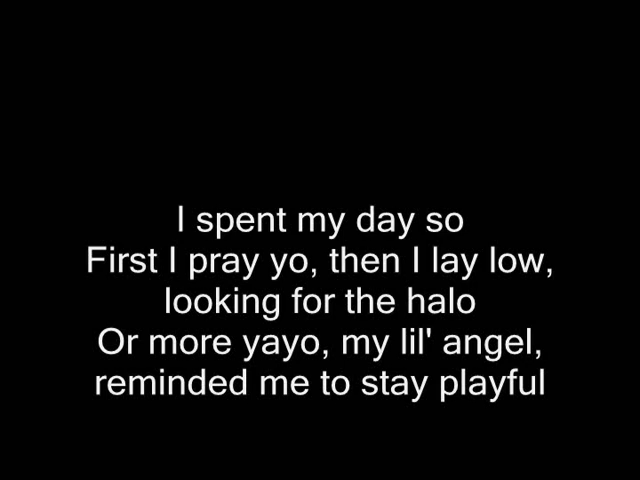 I spent my day so
First I pray yo, then I lay low,
looking for the halo
Or more yayo, my lil' angel,
reminded me to stay playful